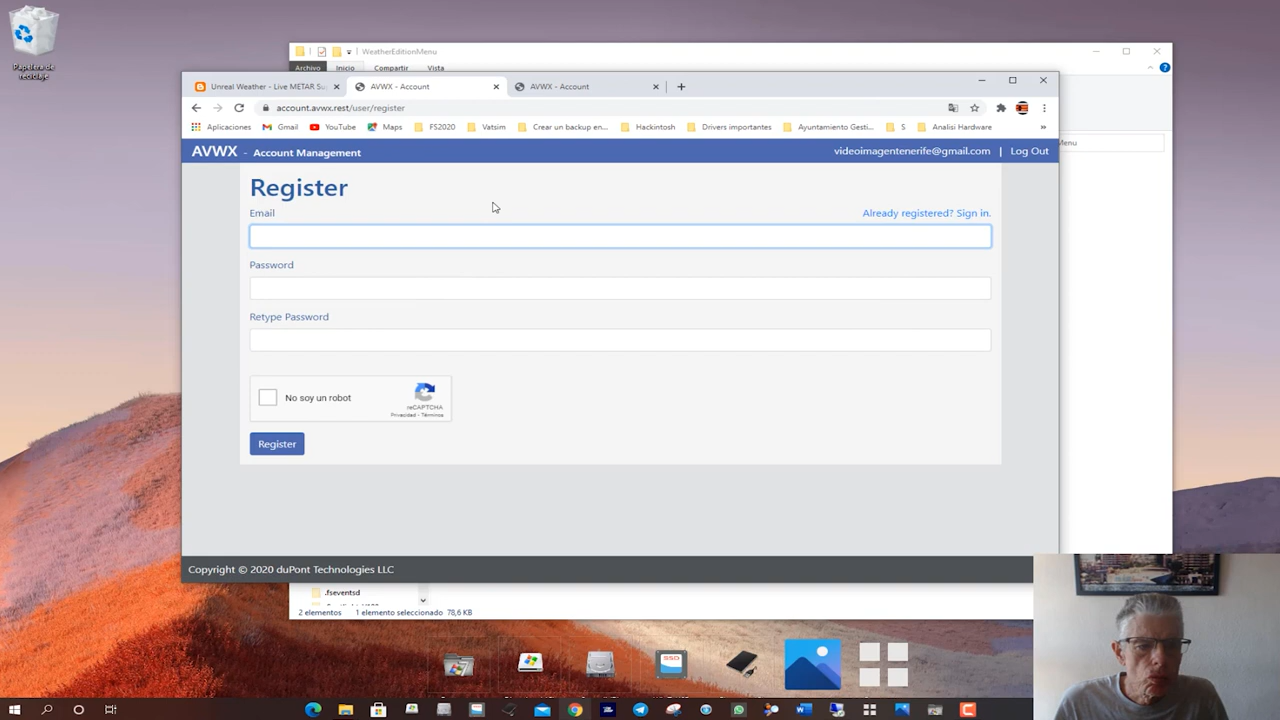 Papelera de
reciclaje
WeatherEditionMenu
Archivo Inicio Compartir Vista
Unreal Weather - Live METAR Su
AVWX - Account
AVWX - Account
account.avwx.rest/user/register
Aplicaciones Gmail YouTube Maps FS2020 Vatsim Crear un backup en... Hackintosh Drivers importantes Ayuntamiento Gesti... S Analisi Hardware »
Menu
AVWX - Account Management
videoimagentenerife@gmail.com | Log Out
Register
Email
Already registered? Sign in.
Password
Retype Password
No soy un robot
reCAPTCHA
Privacidad - Términos
Register
Copyright © 2020 duPont Technologies LLC
.fseventsd
2 elementos 1 elemento seleccionado 78,6 KB
SSD